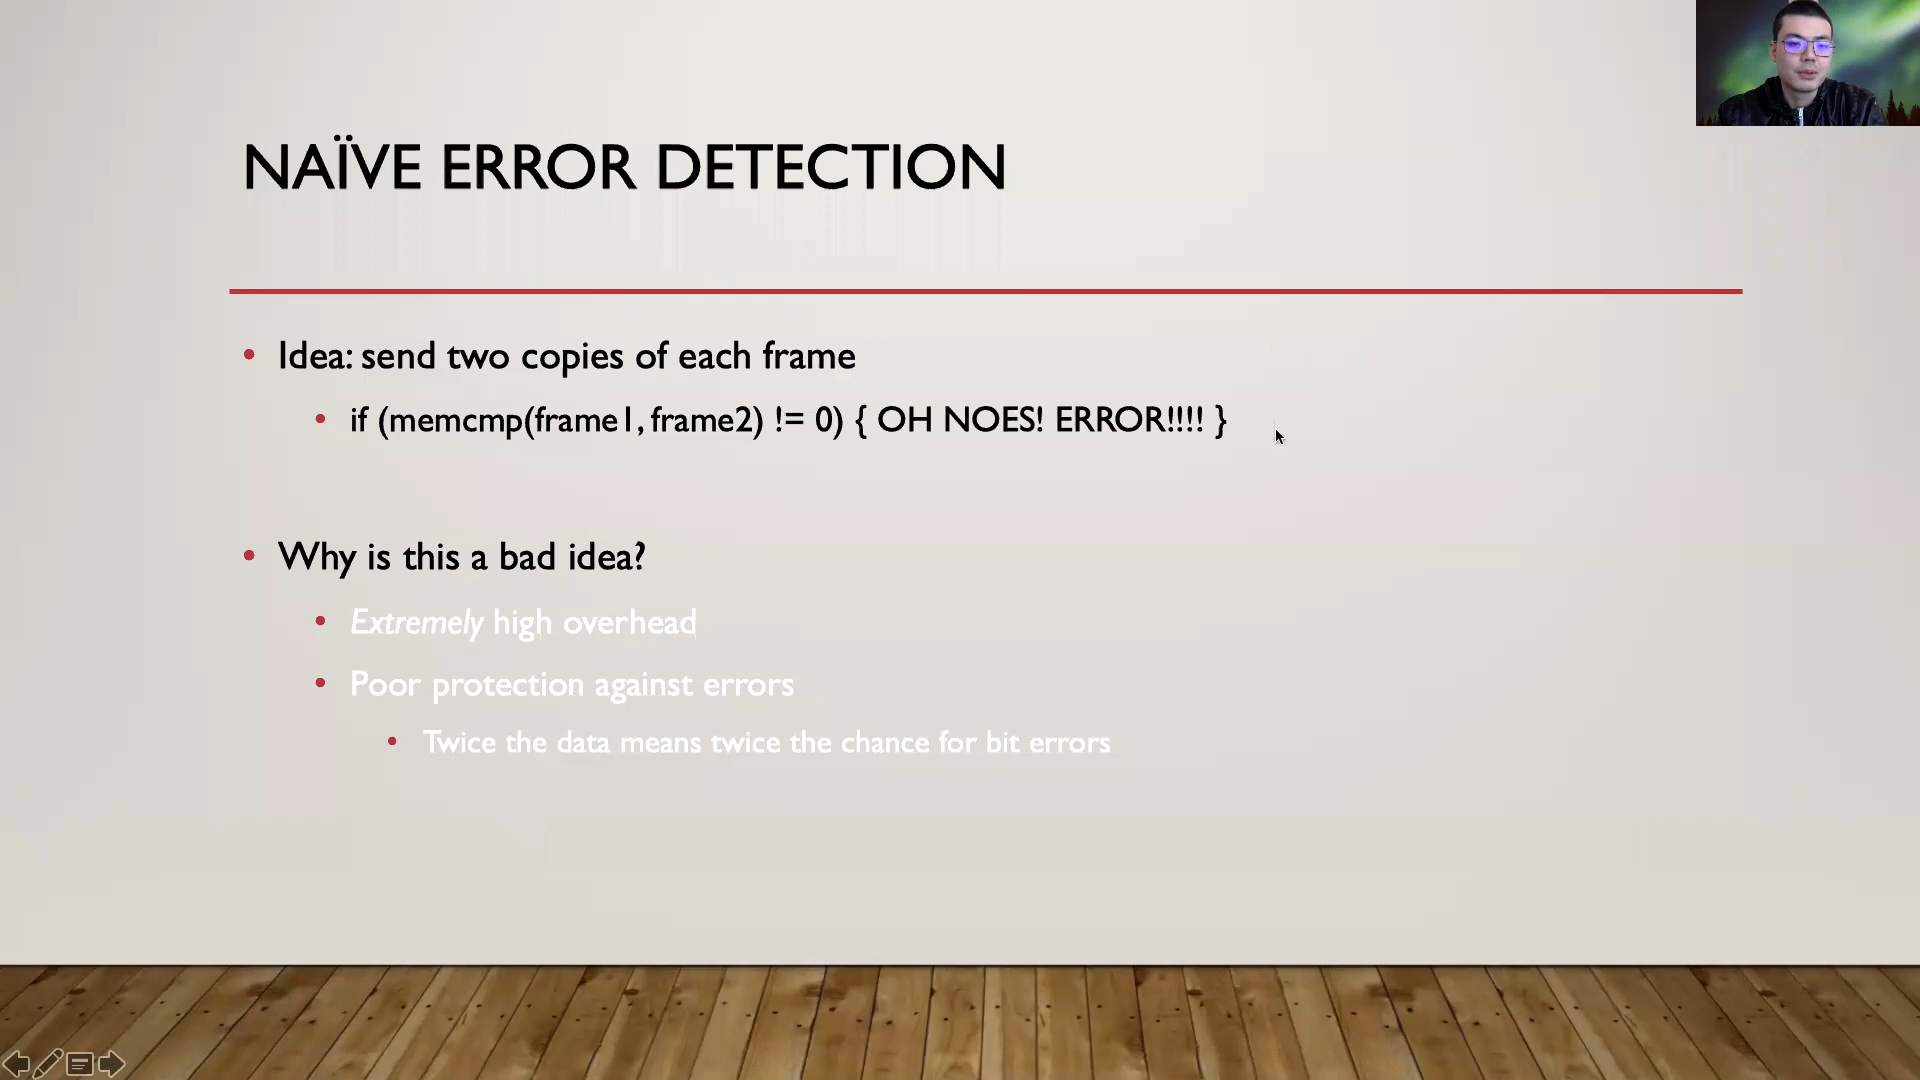 NAÏVE ERROR DETECTION
• Idea: send two copies of each frame
• if (memcmp(frame1, frame2) != 0) { OH NOES! ERROR!!!! }
• Why is this a bad idea?
• Extremely high overhead
• Poor protection against errors
• Twice the data means twice the chance for bit errors